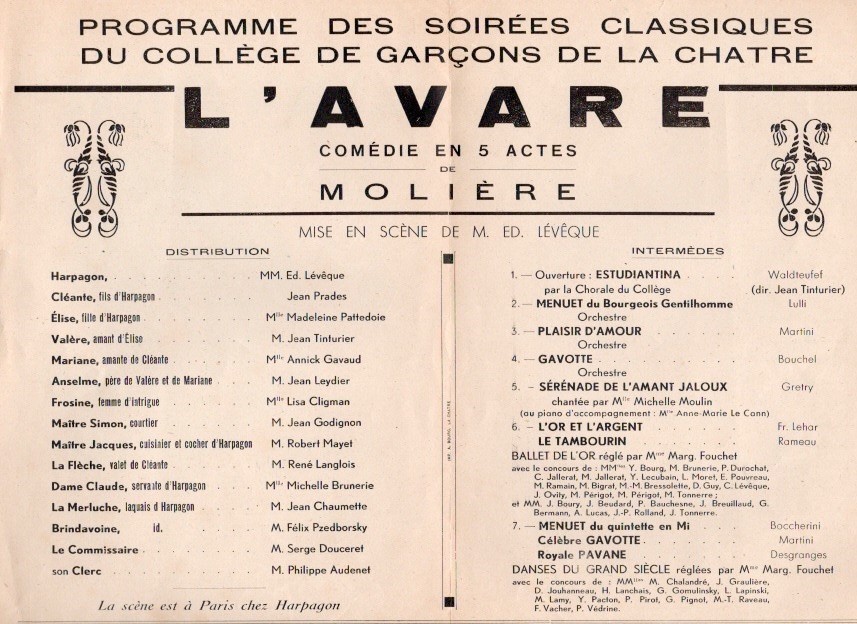 PROGRAMME DES SOIRÉES CLASSIQUES
DU COLLÈGE DE GARÇONS DE LA CHATRE
L'AVARE
COMÉDIE EN 5 ACTES
DE
MOLIÈRE
MISE EN SCÈNE DE M. ED. LÉVÊQUE
DISTRIBUTION
Harpagon, . . . . . . . . MM. Ed. Lévêque
Cléante, fils d'Harpagon . . . . . . Jean Prades
Élise, fille d'Harpagon . . . . . . Mlle Madeleine Pattedoie
Valère, amant d'Élise . . . . . . M. Jean Tinturier
Mariane, amante de Cléante . . . . . Mlle Annick Gavaud
Anselme, père de Valère et de Mariane . . . M. Jean Leydier
Frosine, femme d'intrigue . . . . . Mlle Lisa Cligman
Maître Simon, courtier . . . . . . M. Jean Godignon
Maître Jacques, cuisinier et cocher d'Harpagon M. Robert Mayet
La Flèche, valet de Cléante . . . . . M. René Langlois
Dame Claude, servante d'Harpagon . . . Mlle Michelle Brunerie
La Merluche, laquais d'Harpagon . . . . M. Jean Chaumette
Brindavoine, id. . . . . . M. Félix Pzedborsky
Le Commissaire . . . . . . . M. Serge Douceret
son Clerc . . . . . . . . M. Philippe Audenet
La scène est à Paris chez Harpagon
IMP. A. BOURG, LA CHATRE
INTERMÈDES
1. — Ouverture : ESTUDIANTINA . . . . Waldteufef
par la Chorale du Collège (dir. Jean Tinturier)
2. — MENUET du Bourgeois Gentilhomme Lulli
Orchestre
3. — PLAISIR D'AMOUR . . . . . . Martini
Orchestre
4. — GAVOTTE . . . . . . . . Bouchel
Orchestre
5. — SÉRÉNADE DE L'AMANT JALOUX Gretry
chantée par Mlle Michelle Moulin
(au piano d'accompagnement : Mlle Anne-Marie Le Conn)
6. — L'OR ET L'ARGENT . . . . . Fr. Lehar
LE TAMBOURIN . . . . . . Rameau
BALLET DE L'OR réglé par Mme Marg. Fouchet
avec le concours de : MMlles Y. Bourg, M. Brunerie, P. Durochat,
C. Jallerat, M. Jallerat, Y. Lecubain, L. Moret, E. Pouvreau,
M. Ramain, M. Bigrat, M.-M. Bressolette, D. Guy, C. Lévêque,
J. Ovily, M. Périgot, M. Périgot, M. Tonnerre ;
et MM. J. Boury, J. Beudard, P. Bauchesne, J. Breuillaud, G.
Bermann, A. Lucas, J.-P. Rolland, J. Tonnerre.
7. — MENUET du quintette en Mi . . . Boccherini
Célèbre GAVOTTE . . . . . Martini
Royale PAVANE . . . . . . Desgranges
DANSES DU GRAND SIÈCLE réglées par Mme Marg. Fouchet
avec le concours de : MMlles M. Chalandré, J. Graulière,
D. Jouhanneau, H. Lanchais, G. Gomulinsky, L. Lapinski,
M. Lamy, Y. Pacton, P. Pirot, G. Pignot, M.-T. Raveau,
F. Vacher, P. Védrine.